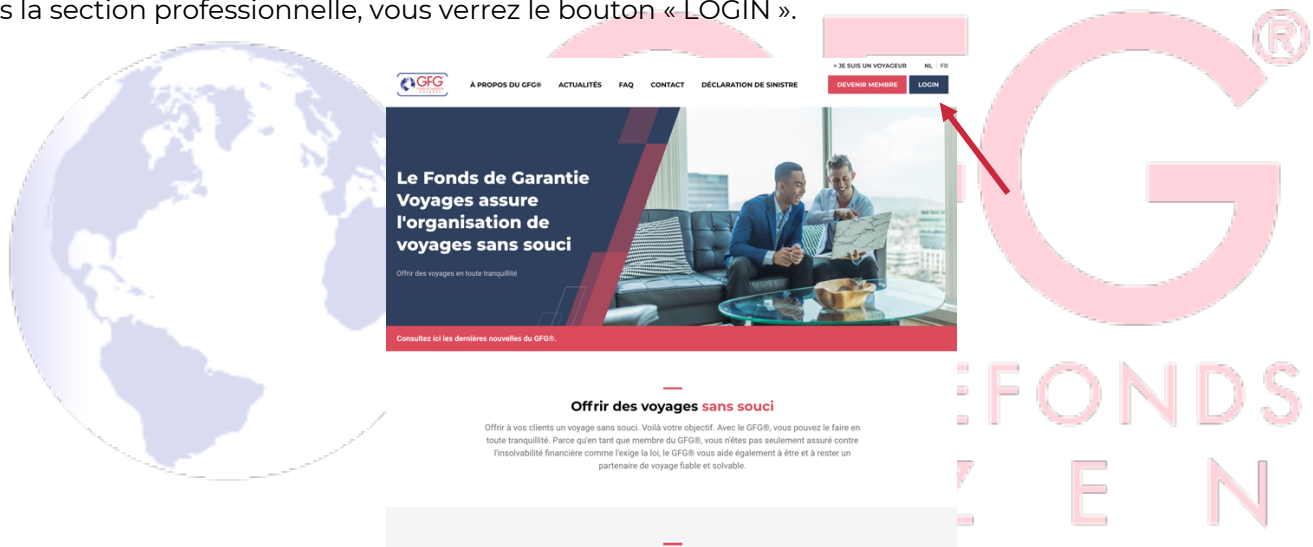 s la section professionnelle, vous verrez le bouton « LOGIN ».
> JE SUIS UN VOYAGEUR NL FR
GFG À PROPOS DU GFG® ACTUALITÉS FAQ CONTACT DÉCLARATION DE SINISTRE DEVENIR MEMBRE LOGIN
Le Fonds de Garantie
Voyages assure
l'organisation de
voyages sans souci
Offrir des voyages en toute tranquillité
Consultez ici les dernières nouvelles du GFG®.
Offrir des voyages sans souci
Offrir à vos clients un voyage sans souci. Voilà votre objectif. Avec le GFG®, vous pouvez le faire en
toute tranquillité. Parce qu'en tant que membre du GFG®, vous n'êtes pas seulement assuré contre
l'insolvabilité financière comme l'exige la loi, le GFG® vous aide également à être et à rester un
partenaire de voyage fiable et solvable.
G ®
EFONDS
Z E N